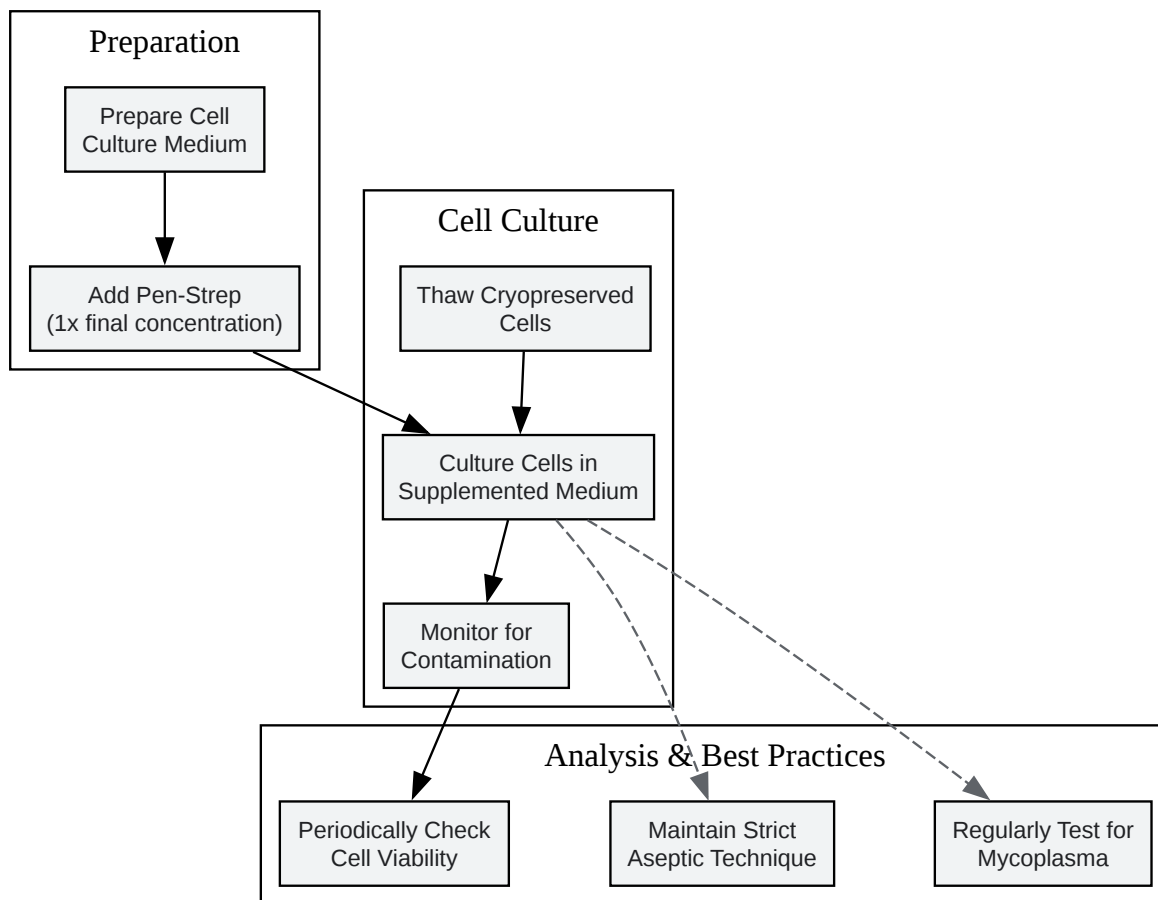 Preparation
Prepare Cell
Culture Medium
Add Pen-Strep
(1x final concentration)
Cell Culture
Thaw Cryopreserved
Cells
Culture Cells in
Supplemented Medium
Monitor for
Contamination
Analysis & Best Practices
Periodically Check
Cell Viability
Maintain Strict
Aseptic Technique
Regularly Test for
Mycoplasma